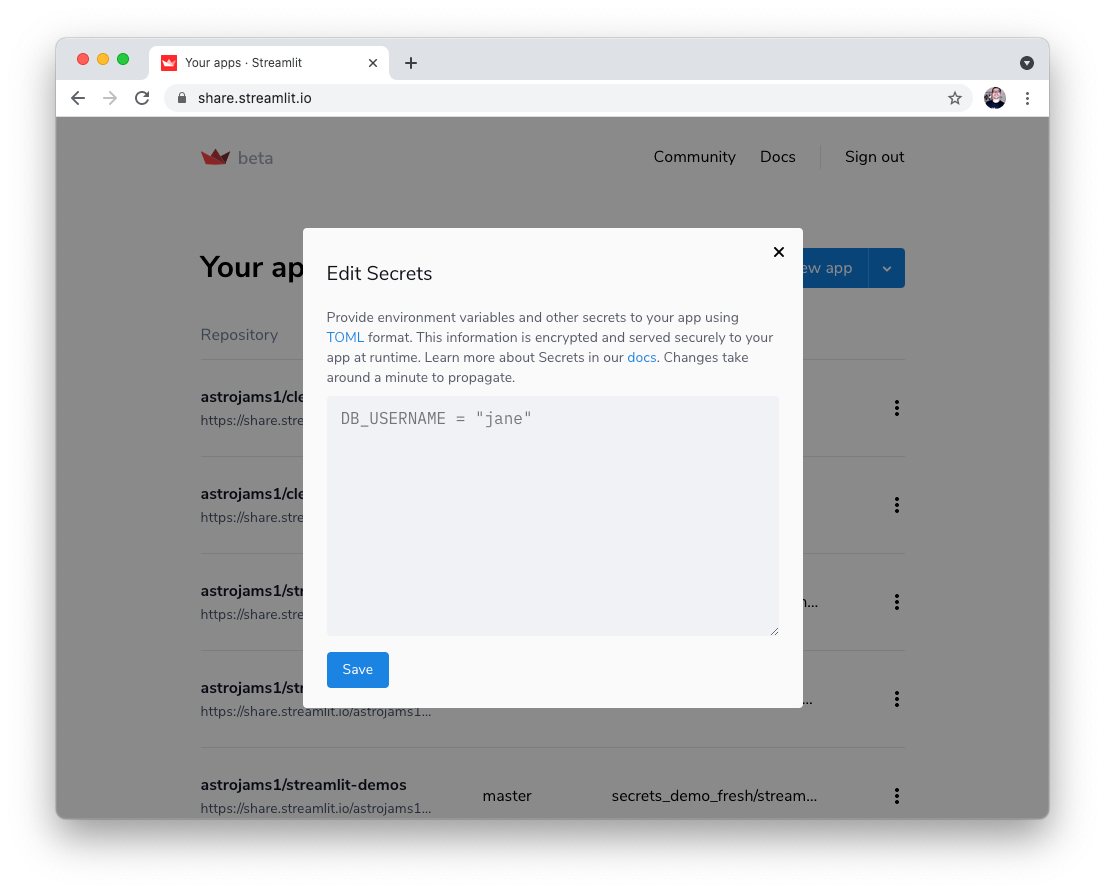 Your apps · Streamlit
share.streamlit.io
beta
Community Docs Sign out
Your ap
ew app
Edit Secrets
Provide environment variables and other secrets to your app using
TOML format. This information is encrypted and served securely to your
app at runtime. Learn more about Secrets in our docs. Changes take
around a minute to propagate.
DB_USERNAME = "jane"
Save
Repository
astrojams1/cle
https://share.stre
astrojams1/cle
https://share.stre
astrojams1/str
https://share.stre
...
astrojams1/str
https://share.streamlit.io/astrojams1...
...
astrojams1/streamlit-demos
https://share.streamlit.io/astrojams1...
master
secrets_demo_fresh/stream...